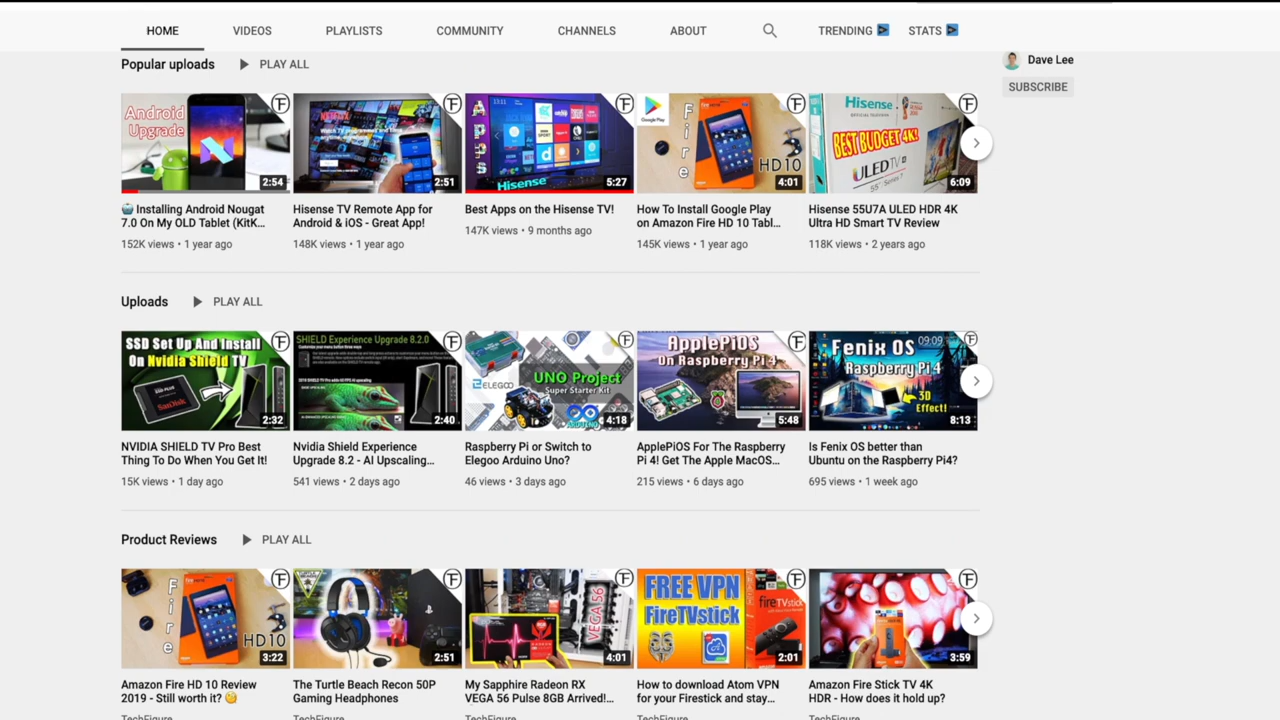 HOME VIDEOS PLAYLISTS COMMUNITY CHANNELS ABOUT TRENDING STATS
Dave Lee
SUBSCRIBE
Popular uploads PLAY ALL
Android
Upgrade
2:54
2:51
APPS
Hisense
5:27
Google Play
Fire
HD10
4:01
Hisense
BEST BUDGET 4K!
ULED TV
6:09
Installing Android Nougat
7.0 On My OLD Tablet (KitK...
152K views • 1 year ago
Hisense TV Remote App for
Android & iOS - Great App!
148K views • 1 year ago
Best Apps on the Hisense TV!
147K views • 9 months ago
How To Install Google Play
on Amazon Fire HD 10 Tabl...
145K views • 1 year ago
Hisense 55U7A ULED HDR 4K
Ultra HD Smart TV Review
118K views • 2 years ago
Uploads PLAY ALL
SSD Set Up And Install
On Nvidia Shield TV
SanDisk
2:32
SHIELD Experience Upgrade 8.2.0
2:40
ELEGOO
UNO Project
Super Starter Kit
4:18
ApplePiOS
On Raspberry Pi 4
5:48
Fenix OS
09:09
Raspberry Pi 4
3D
Effect!
8:13
NVIDIA SHIELD TV Pro Best
Thing To Do When You Get It!
15K views • 1 day ago
Nvidia Shield Experience
Upgrade 8.2 - AI Upscaling...
541 views • 2 days ago
Raspberry Pi or Switch to
Elegoo Arduino Uno?
46 views • 3 days ago
ApplePiOS For The Raspberry
Pi 4! Get The Apple MacOS...
215 views • 6 days ago
Is Fenix OS better than
Ubuntu on the Raspberry Pi4?
695 views • 1 week ago
Product Reviews PLAY ALL
Fire
HD10
3:22
2:51
VEGA 56
4:01
FREE VPN
FireTVstick
fireTVstick
2:01
3:59
Amazon Fire HD 10 Review
2019 - Still worth it?
TechFigure
The Turtle Beach Recon 50P
Gaming Headphones
TechFigure
My Sapphire Radeon RX
VEGA 56 Pulse 8GB Arrived!...
TechFigure
How to download Atom VPN
for your Firestick and stay...
TechFigure
Amazon Fire Stick TV 4K
HDR - How does it hold up?
TechFigure